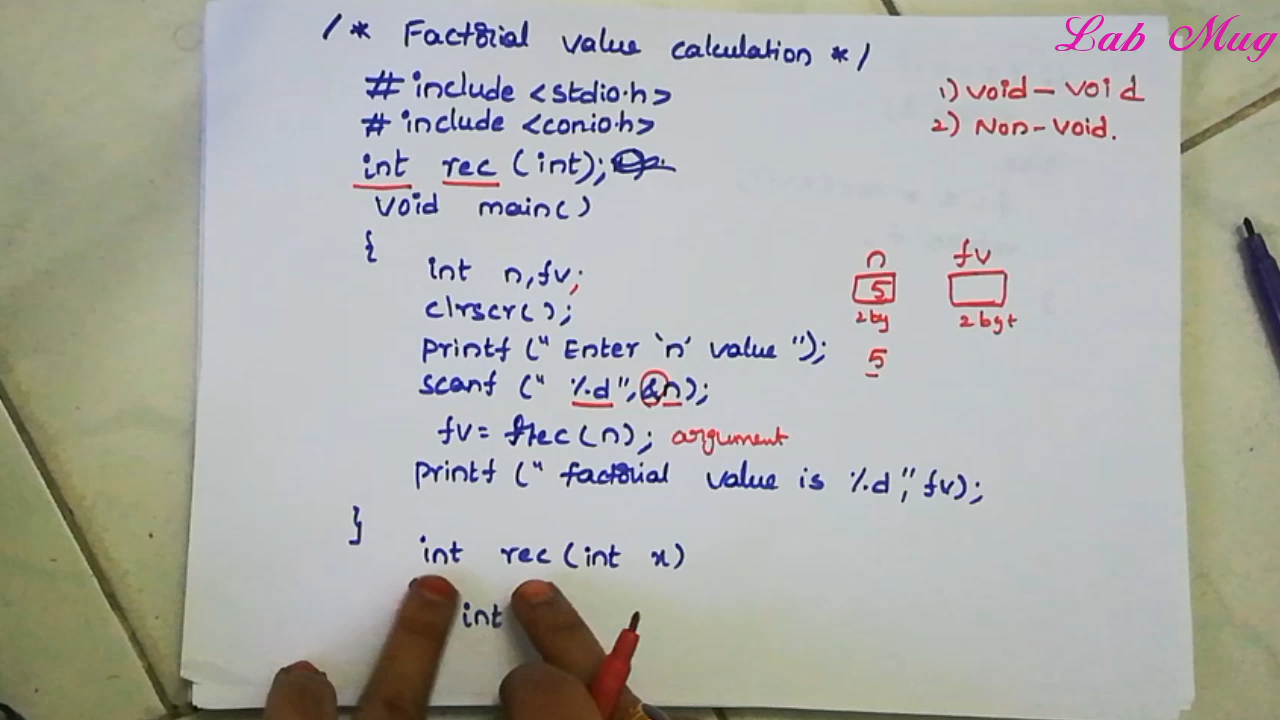 Lab Mug
/* Factorial value calculation */
# include <stdio.h>
# include <conio.h>
int rec (int);
void main()
{
int n,fv;
clrscr();
printf (" Enter 'n' value ");
scanf (" %d", &n);
fv = rec(n); argument
printf (" factorial value is %d", fv);
}
int rec (int x)
int
1) Void - Void
2) Non-Void.
n fv
5
2by 2byt
5